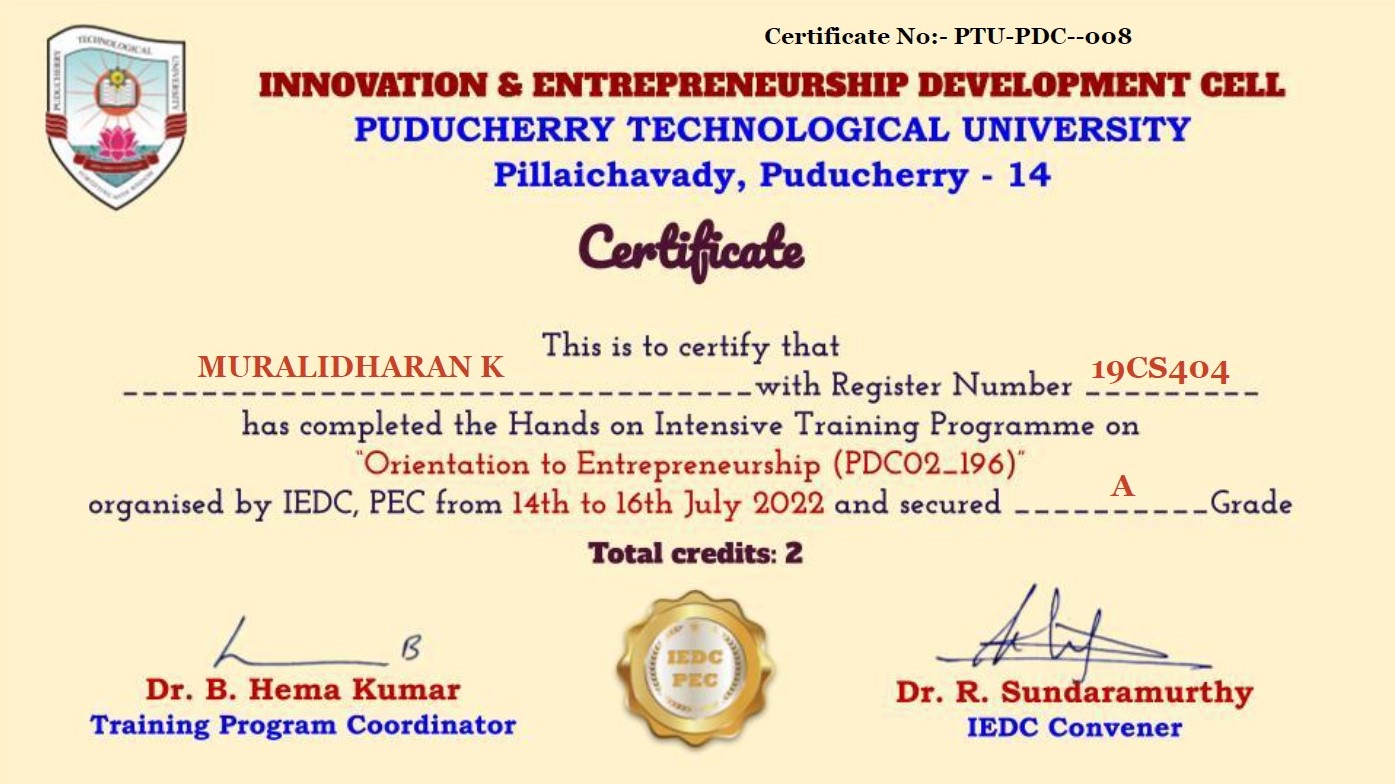 Certificate No:- PTU-PDC--008
TECHNOLOGICAL
PUDUCHERRY
UNIVERSITY
INNOVATION & ENTREPRENEURSHIP DEVELOPMENT CELL
PUDUCHERRY TECHNOLOGICAL UNIVERSITY
Pillaichavady, Puducherry - 14
Certificate
This is to certify that
MURALIDHARAN K with Register Number 19CS404
has completed the Hands on Intensive Training Programme on
"Orientation to Entrepreneurship (PDC02_196)"
organised by IEDC, PEC from 14th to 16th July 2022 and secured A Grade
Total credits: 2
B
IEDC
PEC
Dr. B. Hema Kumar
Training Program Coordinator
Dr. R. Sundaramurthy
IEDC Convener